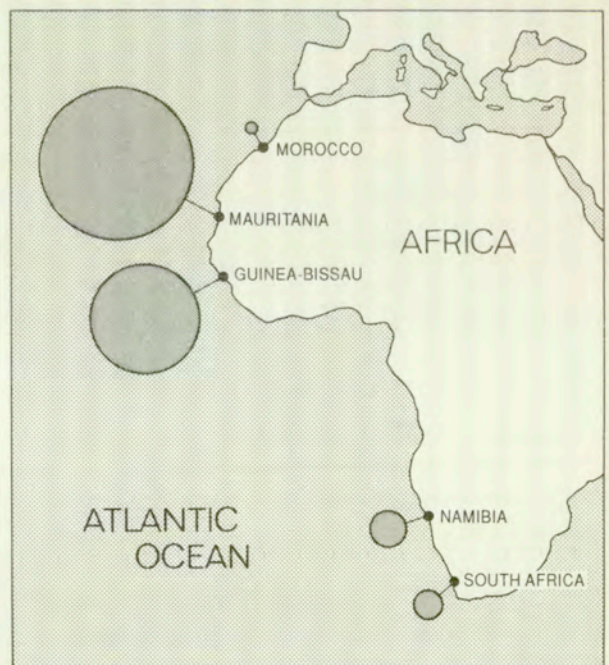 MOROCCO
MAURITANIA
AFRICA
GUINEA-BISSAU
ATLANTIC
OCEAN
NAMIBIA
SOUTH AFRICA